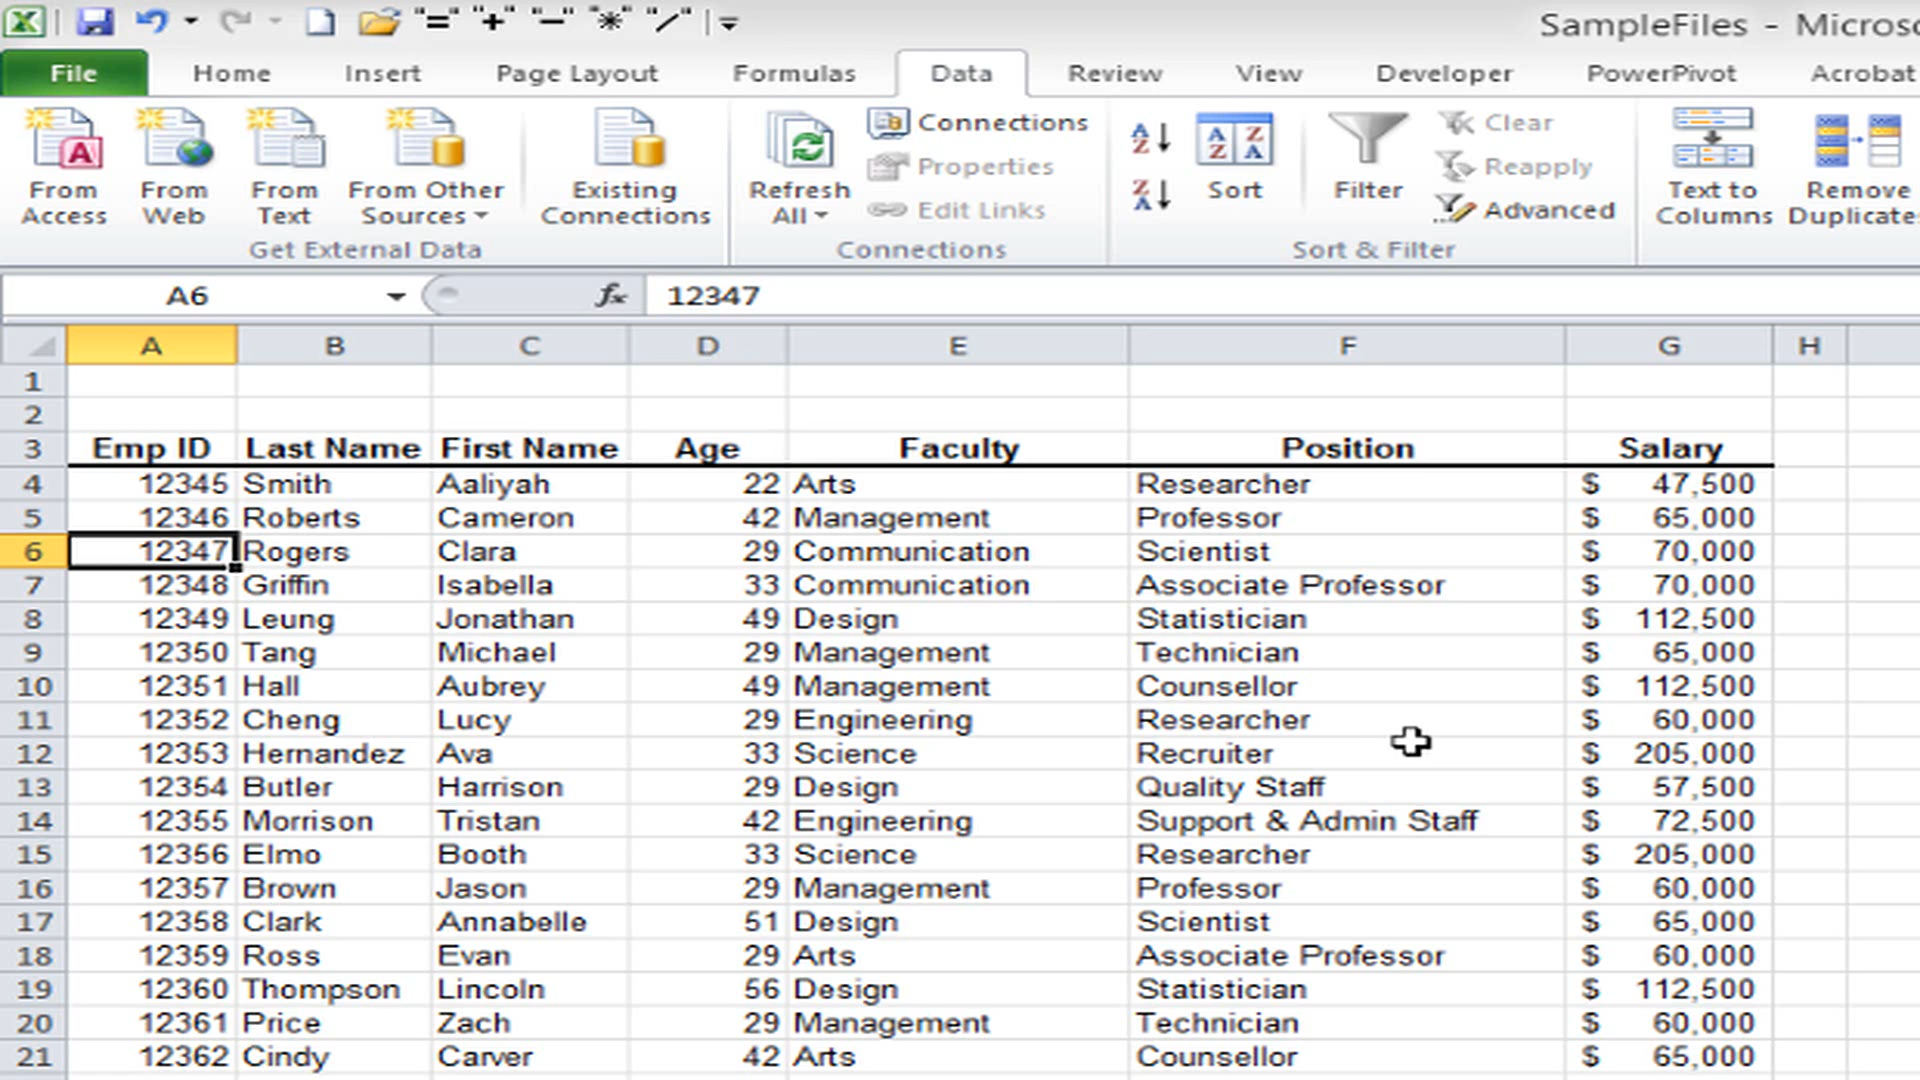 "=" "+" "−" "*" "/" SampleFiles - Microso
File Home Insert Page Layout Formulas Data Review View Developer PowerPivot Acrobat
From Access From Web From Text From Other Sources Existing Connections Refresh All Connections Properties Edit Links Sort Filter Clear Reapply Advanced Text to Columns Remove Duplicate
Get External Data Connections Sort & Filter
A6 fx 12347
A B C D E F G H
1
2
3 Emp ID Last Name First Name Age Faculty Position Salary
4 12345 Smith Aaliyah 22 Arts Researcher $ 47,500
5 12346 Roberts Cameron 42 Management Professor $ 65,000
6 12347 Rogers Clara 29 Communication Scientist $ 70,000
7 12348 Griffin Isabella 33 Communication Associate Professor $ 70,000
8 12349 Leung Jonathan 49 Design Statistician $ 112,500
9 12350 Tang Michael 29 Management Technician $ 65,000
10 12351 Hall Aubrey 49 Management Counsellor $ 112,500
11 12352 Cheng Lucy 29 Engineering Researcher $ 60,000
12 12353 Hernandez Ava 33 Science Recruiter $ 205,000
13 12354 Butler Harrison 29 Design Quality Staff $ 57,500
14 12355 Morrison Tristan 42 Engineering Support & Admin Staff $ 72,500
15 12356 Elmo Booth 33 Science Researcher $ 205,000
16 12357 Brown Jason 29 Management Professor $ 60,000
17 12358 Clark Annabelle 51 Design Scientist $ 65,000
18 12359 Ross Evan 29 Arts Associate Professor $ 60,000
19 12360 Thompson Lincoln 56 Design Statistician $ 112,500
20 12361 Price Zach 29 Management Technician $ 60,000
21 12362 Cindy Carver 42 Arts Counsellor $ 65,000